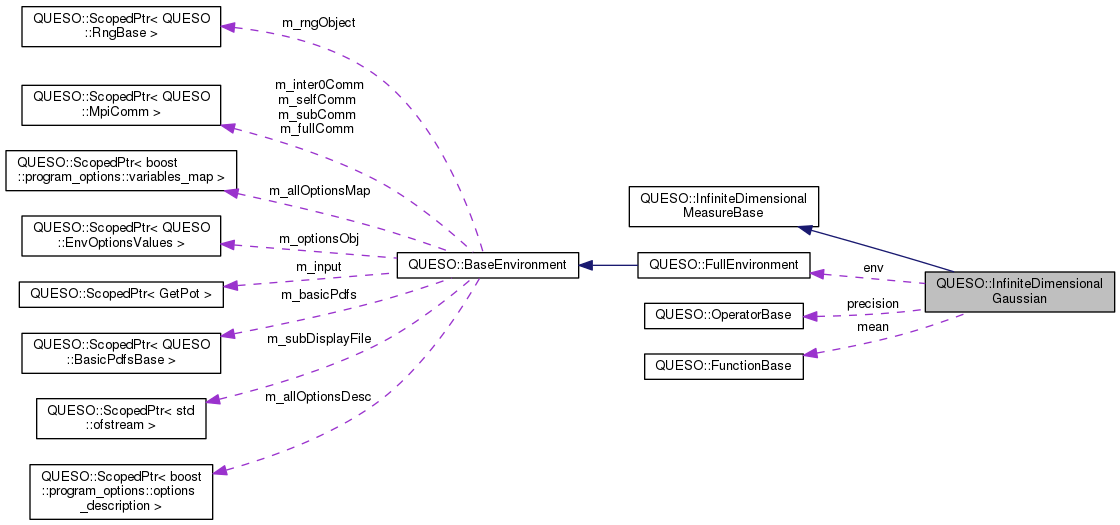 QUESO::ScopedPtr< QUESO
::RngBase >
m_rngObject
QUESO::ScopedPtr< QUESO
::MpiComm >
m_inter0Comm
m_selfComm
m_subComm
m_fullComm
QUESO::ScopedPtr< boost
::program_options::variables_map >
m_allOptionsMap
QUESO::ScopedPtr< QUESO
::EnvOptionsValues >
m_optionsObj
QUESO::ScopedPtr< GetPot >
m_input
QUESO::ScopedPtr< QUESO
::BasicPdfsBase >
m_basicPdfs
QUESO::ScopedPtr< std
::ofstream >
m_subDisplayFile
QUESO::ScopedPtr< boost
::program_options::options
_description >
m_allOptionsDesc
QUESO::BaseEnvironment
QUESO::InfiniteDimensional
MeasureBase
QUESO::FullEnvironment
env
QUESO::OperatorBase
precision
QUESO::FunctionBase
mean
QUESO::InfiniteDimensional
Gaussian